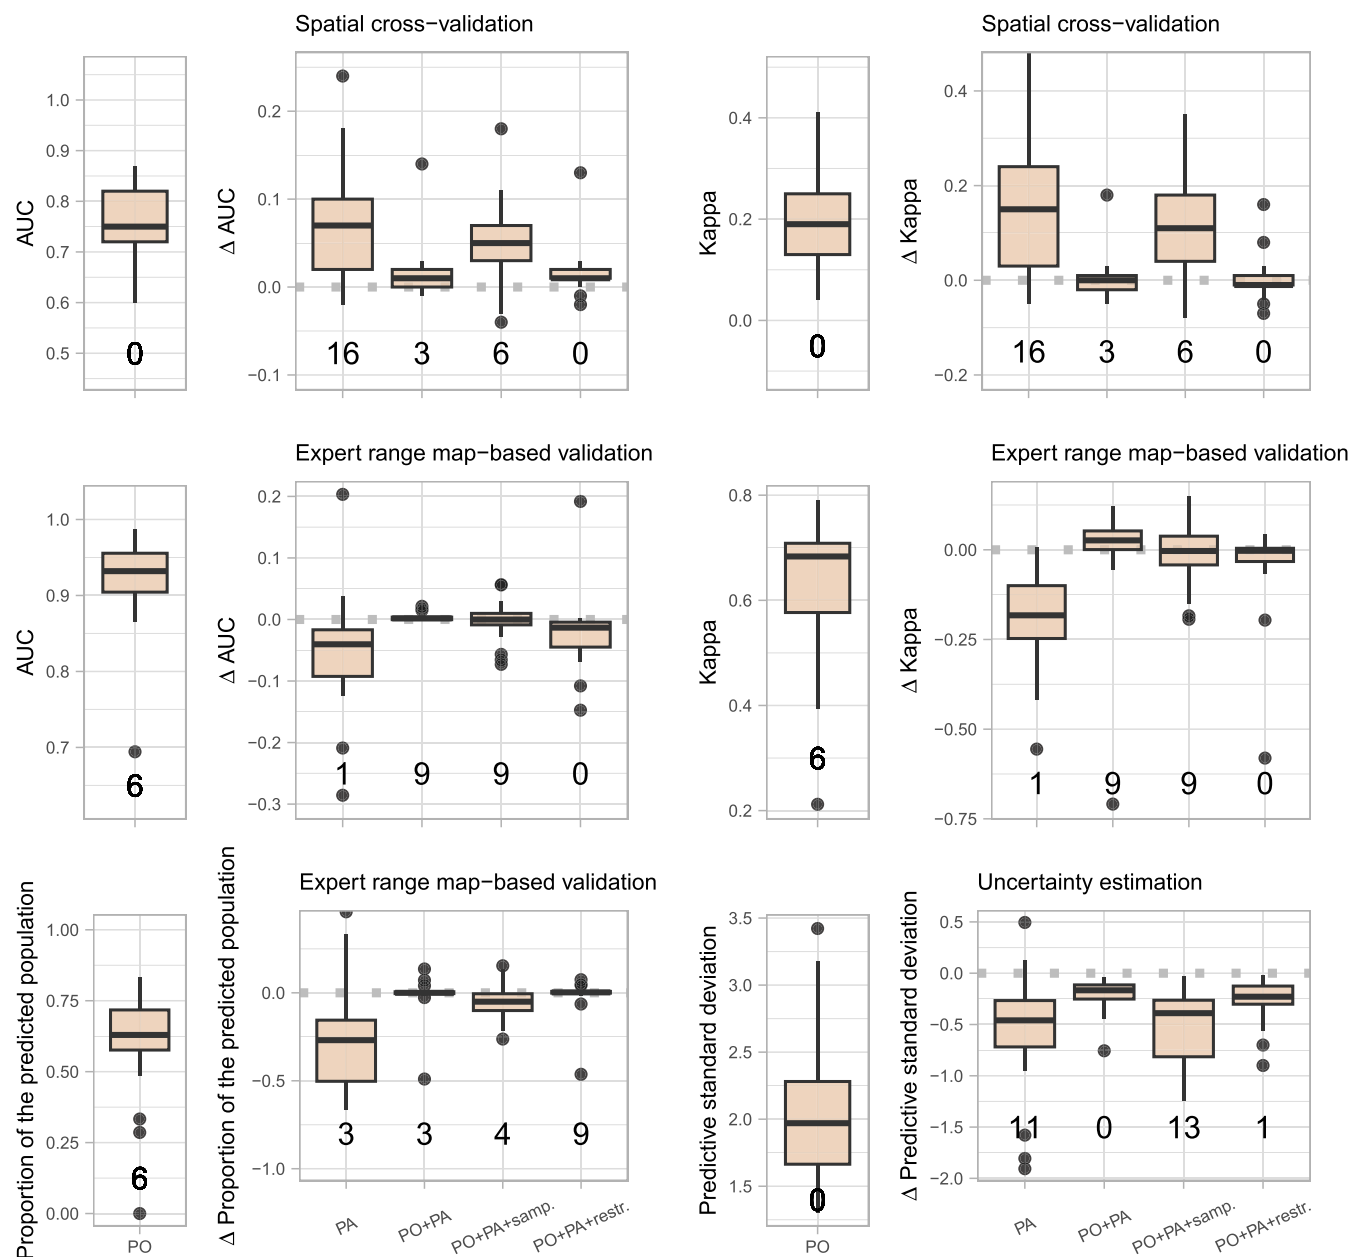 Spatial cross−validation
Spatial cross−validation
AUC
1.0
0.9
0.8
0.7
0.6
0.5
0
Δ AUC
0.2
0.1
0.0
−0.1
16 3 6 0
Kappa
0.4
0.2
0.0
0
Δ Kappa
0.4
0.2
0.0
−0.2
16 3 6 0
Expert range map−based validation
Expert range map−based validation
AUC
1.0
0.9
0.8
0.7
6
Δ AUC
0.2
0.1
0.0
−0.1
−0.2
−0.3
1 9 9 0
Kappa
0.8
0.6
0.4
0.2
6
Δ Kappa
0.00
−0.25
−0.50
−0.75
1 9 9 0
Expert range map−based validation
Uncertainty estimation
Proportion of the predicted population
1.00
0.75
0.50
0.25
0.00
6
PO
Δ Proportion of the predicted population
0.0
−0.5
−1.0
3 3 4 9
PA PO+PA PO+PA+samp. PO+PA+restr.
Predictive standard deviation
3.5
3.0
2.5
2.0
1.5
0
PO
Δ Predictive standard deviation
0.5
0.0
−0.5
−1.0
−1.5
−2.0
11 0 13 1
PA PO+PA PO+PA+samp. PO+PA+restr.